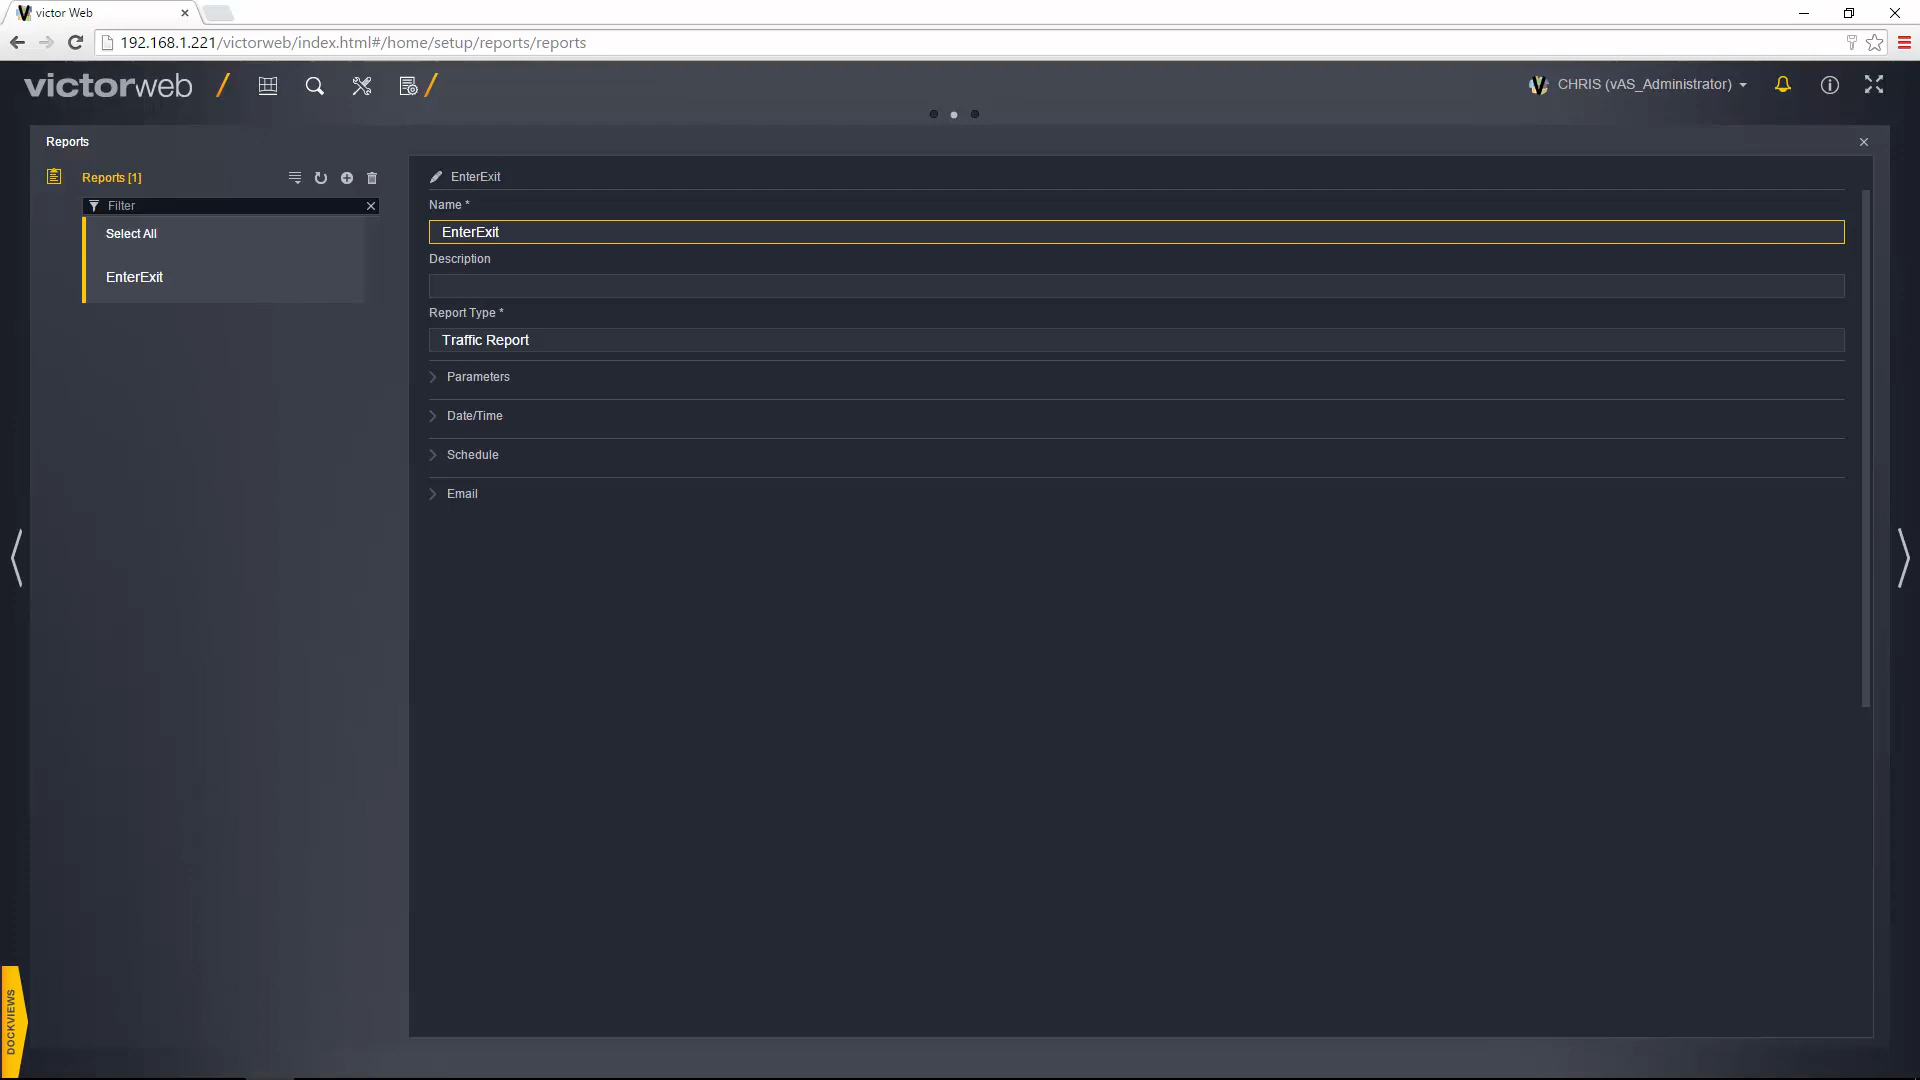 victor Web
192.168.1.221/victorweb/index.html#/home/setup/reports/reports
victorweb
CHRIS (vAS_Administrator)
Reports
Reports [1]
Filter
Select All
EnterExit
EnterExit
Name *
EnterExit
Description
Report Type *
Traffic Report
Parameters
Date/Time
Schedule
Email
DOCKVIEWS